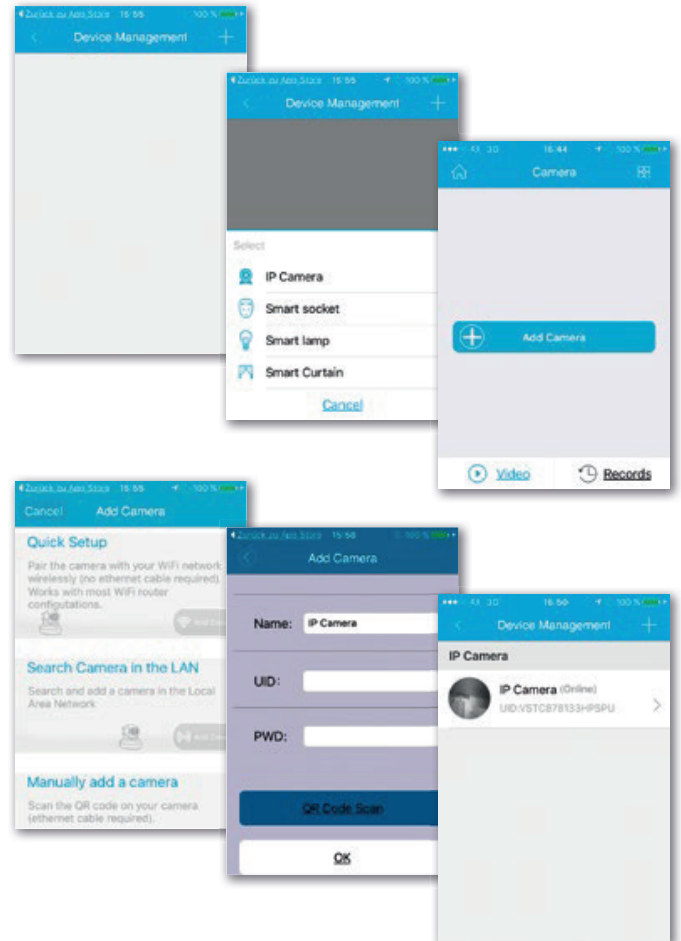 Zurück zu App Store 15:55 100 %
Device Management
Zurück zu App Store 15:55 100 %
Device Management
Select
IP Camera
Smart socket
Smart lamp
Smart Curtain
Cancel
3G 15:44 100 %
Camera
Add Camera
Video Records
Zurück zu App Store 15:55 100 %
Cancel Add Camera
Quick Setup
Pair the camera with your WiFi network
wirelessly (no ethernet cable required).
Works with most WiFi router
configutations.
Search Camera in the LAN
Search and add a camera in the Local
Area Network
Manually add a camera
Scan the QR code on your camera
(ethernet cable required).
Zurück zu App Store 15:56 100 %
Add Camera
Name: IP Camera
UID:
PWD:
QR Code Scan
OK
3G 15:50 100 %
Device Management
IP Camera
IP Camera (Online)
UID:VSTC878133HPSPU